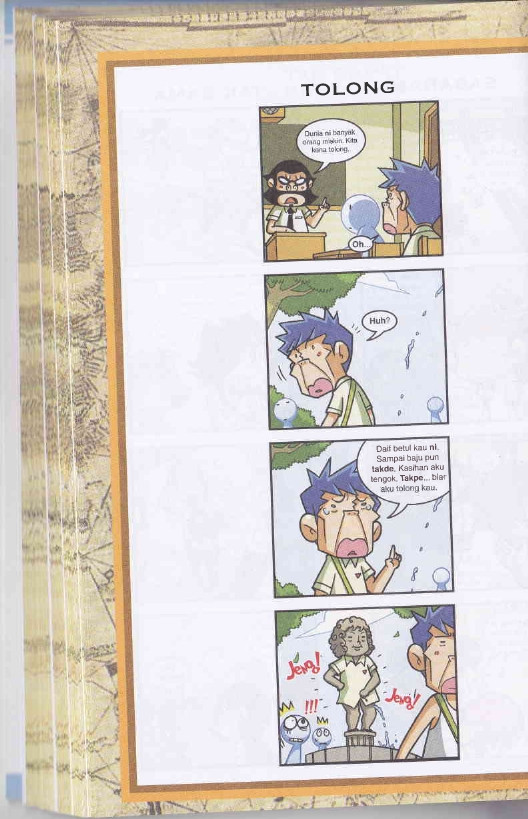 TOLONG
Dunia ni banyak
orang miskin. Kita
kena tolong.
Oh...
Huh?
Daif betul kau ni.
Sampai baju pun
takde. Kasihan aku
tengok. Takpe... biar
aku tolong kau.
Jeng!
!!!
Jeng!